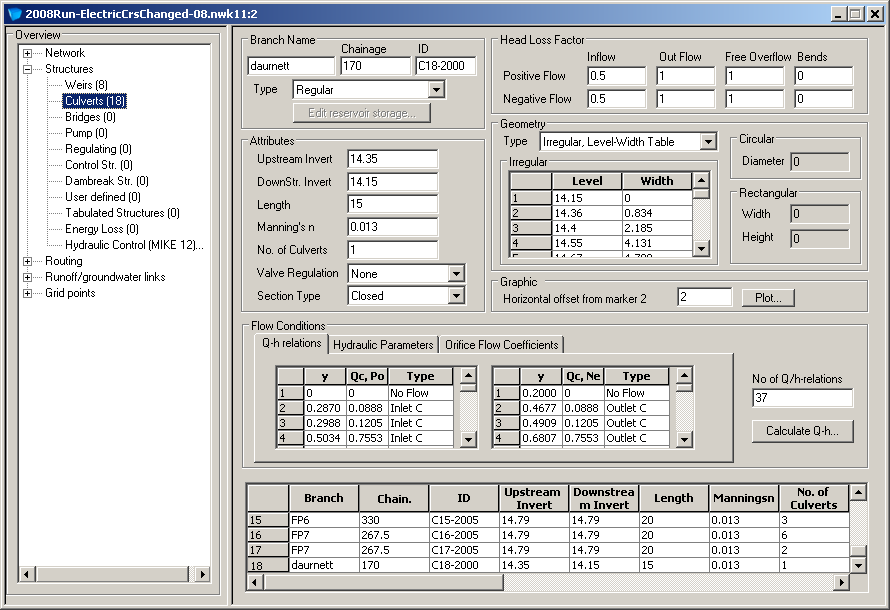 2008Run-ElectricCrsChanged-08.nwk11:2
Overview
Network
Structures
Weirs (8)
Culverts (18)
Bridges (0)
Pump (0)
Regulating (0)
Control Str. (0)
Dambreak Str. (0)
User defined (0)
Tabulated Structures (0)
Energy Loss (0)
Hydraulic Control (MIKE 12)...
Routing
Runoff/groundwater links
Grid points
Branch Name Chainage ID
daurnett 170 C18-2000
Type Regular
Edit reservoir storage...
Attributes
Upstream Invert 14.35
DownStr. Invert 14.15
Length 15
Manning's n 0.013
No. of Culverts 1
Valve Regulation None
Section Type Closed
Head Loss Factor
Inflow Out Flow Free Overflow Bends
Positive Flow 0.5 1 1 0
Negative Flow 0.5 1 1 0
Geometry
Type Irregular, Level-Width Table
Irregular
Level Width
1 14.15 0
2 14.36 0.834
3 14.4 2.185
4 14.55 4.131
Circular
Diameter 0
Rectangular
Width 0
Height 0
Graphic
Horizontal offset from marker 2 2 Plot...
Flow Conditions
Q-h relations Hydraulic Parameters Orifice Flow Coefficients
y Qc, Po Type
1 0 0 No Flow
2 0.2870 0.0888 Inlet C
3 0.2988 0.1205 Inlet C
4 0.5034 0.7553 Inlet C
y Qc, Ne Type
1 0.2000 0 No Flow
2 0.4677 0.0888 Outlet C
3 0.4909 0.1205 Outlet C
4 0.6807 0.7553 Outlet C
No of Q/h-relations
37
Calculate Q-h...
Branch Chain. ID Upstream Invert Downstrea m Invert Length Manningsn No. of Culverts
15 FP6 330 C15-2005 14.79 14.79 20 0.013 3
16 FP7 267.5 C16-2005 14.79 14.79 20 0.013 6
17 FP7 267.5 C17-2005 14.79 14.79 20 0.013 2
18 daurnett 170 C18-2000 14.35 14.15 15 0.013 1